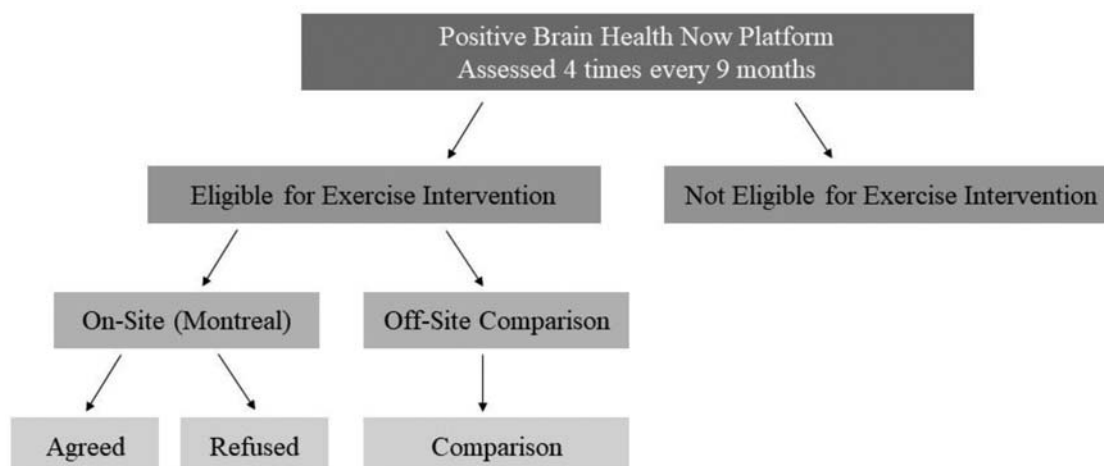 Positive Brain Health Now Platform
Assessed 4 times every 9 months
Eligible for Exercise Intervention
Not Eligible for Exercise Intervention
On-Site (Montreal)
Off-Site Comparison
Agreed
Refused
Comparison